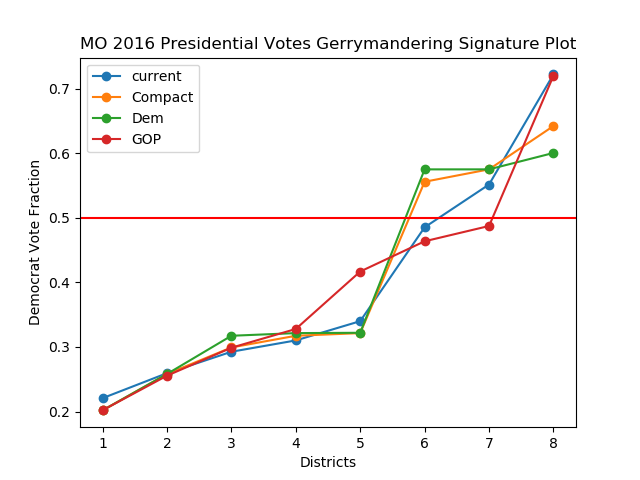 MO 2016 Presidential Votes Gerrymandering Signature Plot
current
Compact
Dem
GOP
Democrat Vote Fraction
0.7
0.6
0.5
0.4
0.3
0.2
1 2 3 4 5 6 7 8
Districts